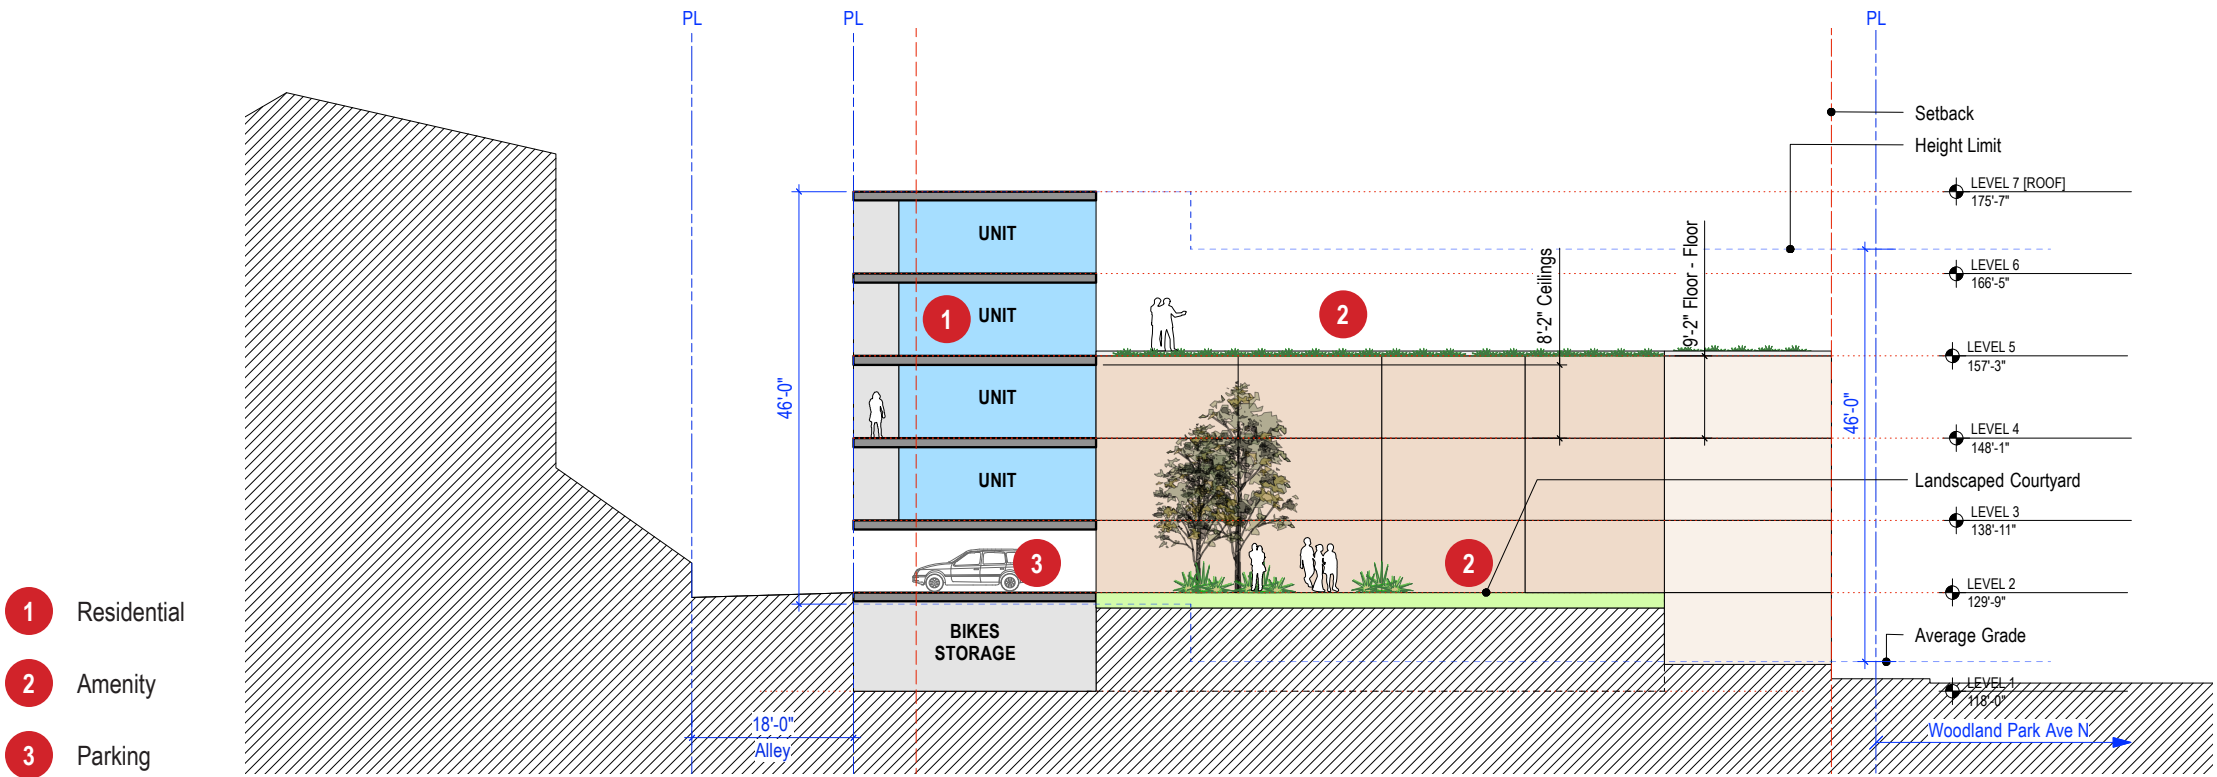 PL
PL
PL
Setback
Height Limit
LEVEL 7 [ROOF]
175'-7"
UNIT
LEVEL 6
166'-5"
8'-2" Ceilings
9'-2" Floor - Floor
1
UNIT
2
LEVEL 5
157'-3"
46'-0"
UNIT
46'-0"
LEVEL 4
148'-1"
UNIT
Landscaped Courtyard
LEVEL 3
138'-11"
3
2
LEVEL 2
129'-9"
1 Residential
BIKES
STORAGE
Average Grade
2 Amenity
LEVEL 1
118'-0"
18'-0"
Alley
Woodland Park Ave N
3 Parking